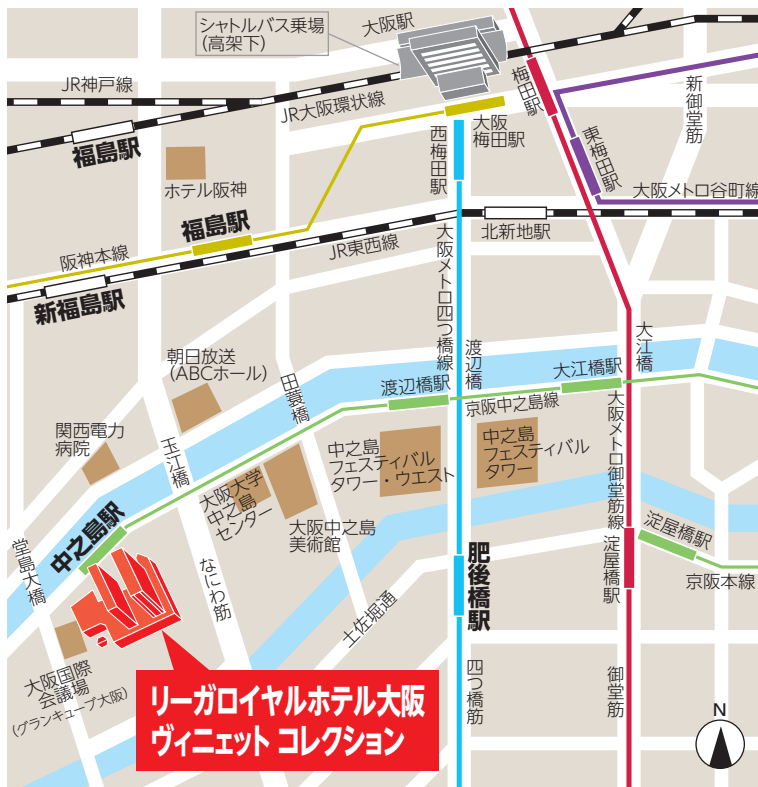 シャトルバス乗場
(高架下)
大阪駅
JR神戸線
JR大阪環状線
梅田駅
新御堂筋
福島駅
大阪
梅田駅
西梅田駅
東梅田駅
ホテル阪神
大阪メトロ谷町線
福島駅
北新地駅
阪神本線
JR東西線
新福島駅
大阪メトロ四つ橋線
朝日放送
(ABCホール)
田蓑橋
渡辺橋
大江橋
渡辺橋駅
大江橋駅
京阪中之島線
関西電力
病院
玉江橋
中之島
フェスティバル
タワー・ウエスト
中之島
フェスティバル
タワー
大阪メトロ御堂筋線
大阪大学
中之島
センター
大阪中之島
美術館
中之島駅
堂島大橋
なにわ筋
肥後橋駅
淀屋橋駅
淀屋橋駅
京阪本線
土佐堀通
大阪国際
会議場
(グランキューブ大阪)
四つ橋筋
御堂筋
リーガロイヤルホテル大阪
ヴィニェット コレクション
N